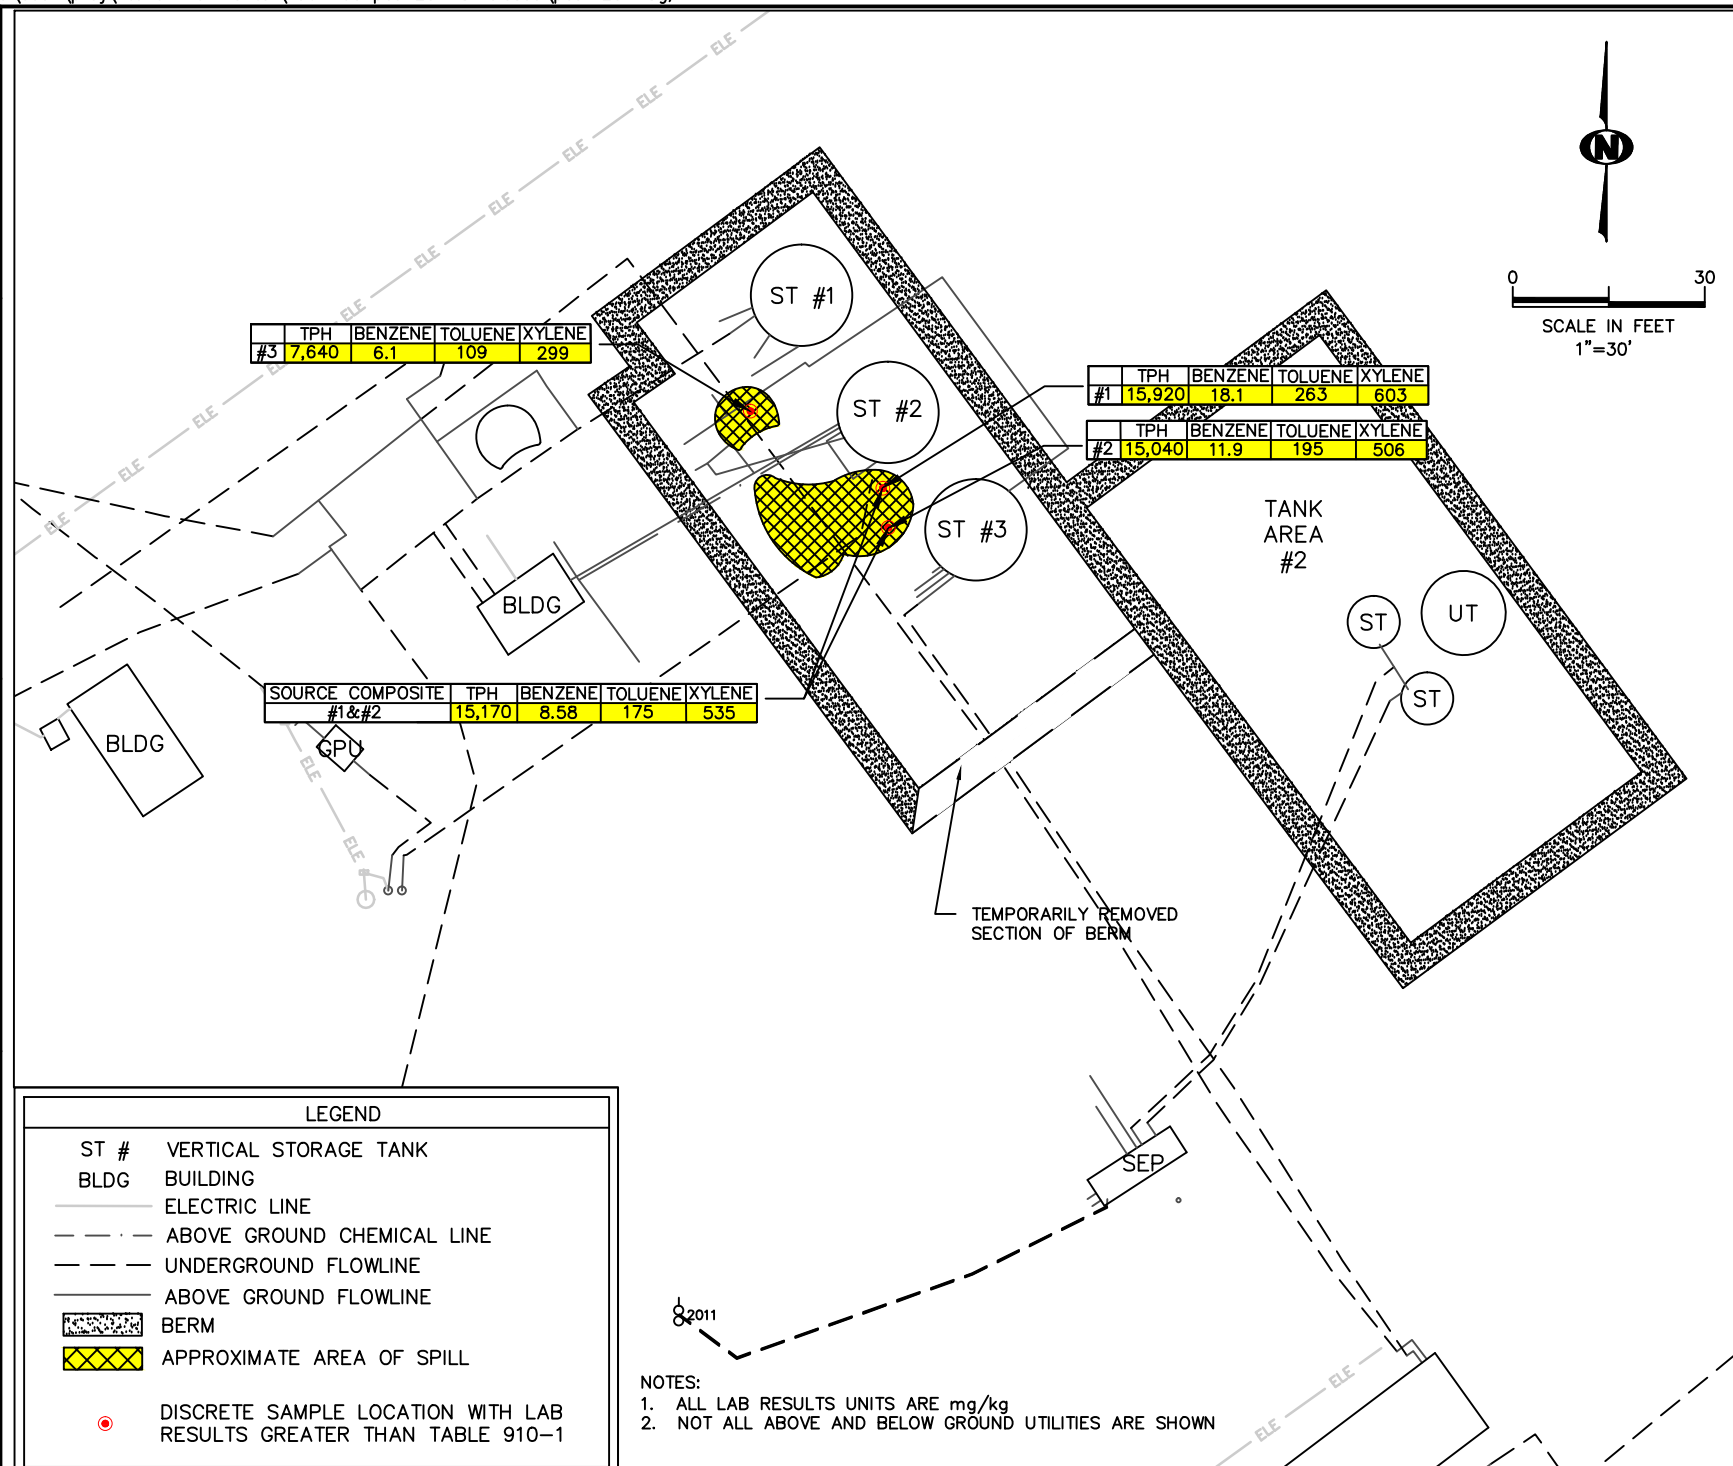 ELE
ELE
ELE
ELE
ELE
ELE
ELE
ELE
ELE
ELE
N
0 30
SCALE IN FEET
1"=30'
ST #1
ST #2
ST #3
TPH BENZENE TOLUENE XYLENE
#3 7,640 6.1 109 299
TPH BENZENE TOLUENE XYLENE
#1 15,920 18.1 263 603
TPH BENZENE TOLUENE XYLENE
#2 15,040 11.9 195 506
TANK
AREA
#2
ST
UT
ST
BLDG
SOURCE COMPOSITE TPH BENZENE TOLUENE XYLENE
#1&#2 15,170 8.58 175 535
BLDG
GPU
ELE
ELE
TEMPORARILY REMOVED
SECTION OF BERM
SEP
2011
ELE
ELE
LEGEND
ST # VERTICAL STORAGE TANK
BLDG BUILDING
ELECTRIC LINE
ABOVE GROUND CHEMICAL LINE
UNDERGROUND FLOWLINE
ABOVE GROUND FLOWLINE
BERM
APPROXIMATE AREA OF SPILL
DISCRETE SAMPLE LOCATION WITH LAB
RESULTS GREATER THAN TABLE 910-1
NOTES:
1. ALL LAB RESULTS UNITS ARE mg/kg
2. NOT ALL ABOVE AND BELOW GROUND UTILITIES ARE SHOWN